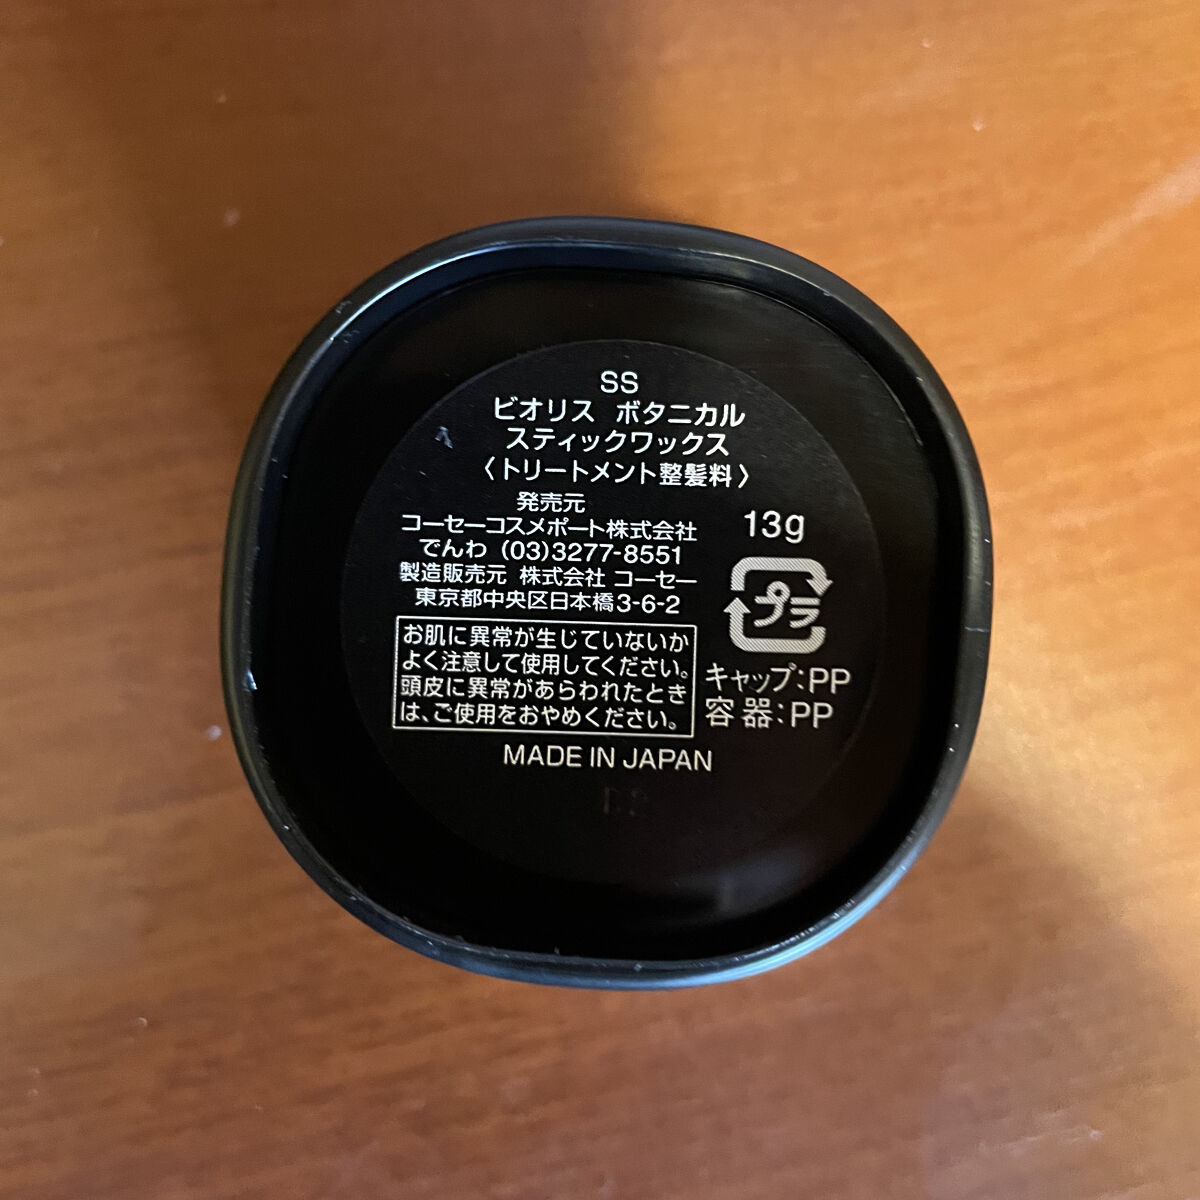 SS
ビオリス ボタニカル
スティックワックス
〈トリートメント整髪料〉
発売元
コーセーコスメポート株式会社
でんわ (03)3277-8551
製造販売元 株式会社 コーセー
東京都中央区日本橋3-6-2
お肌に異常が生じていないか
よく注意して使用してください。
頭皮に異常があらわれたとき
は、ご使用をおやめください。
13g
プラ
キャップ:PP
容器:PP
MADE IN JAPAN